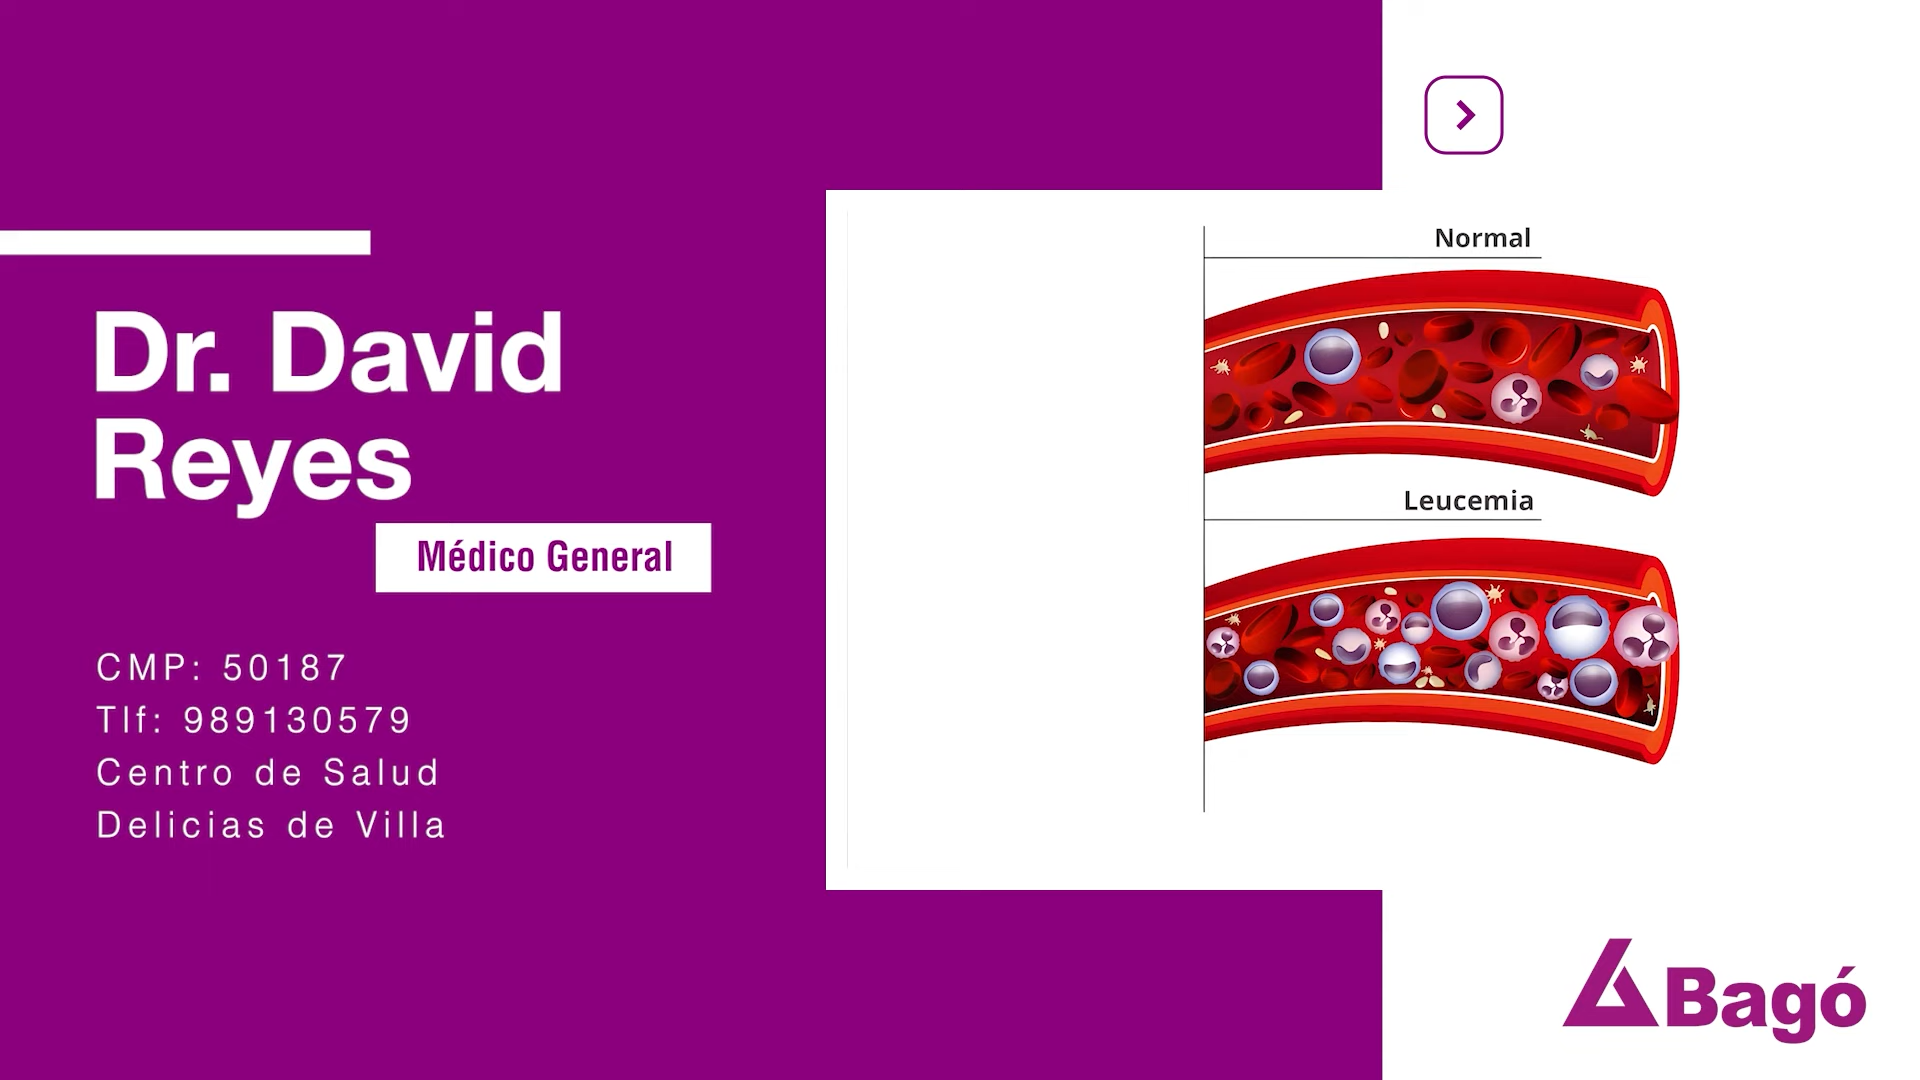 Dr. David
Reyes
Médico General
CMP: 50187
Tlf: 989130579
Centro de Salud
Delicias de Villa
Normal
Leucemia
Bagó